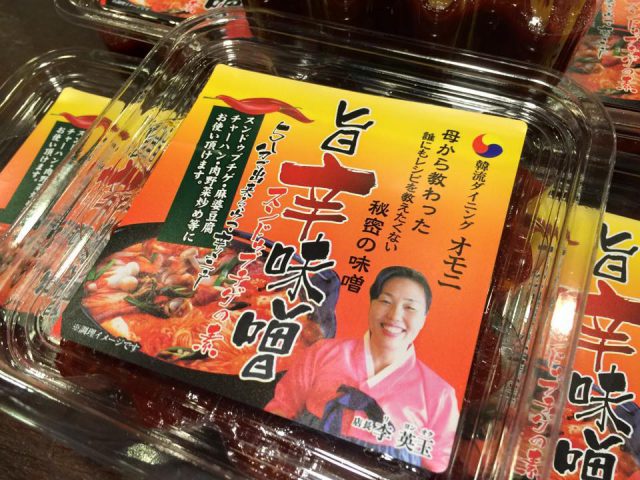 韓流ダイニング オモニ
母から教わった
誰にもレシピを教えたくない
秘密の味噌
旨辛味噌
スンドゥブチゲの素
スンドゥブチゲ・麻婆豆腐
チャーハン・肉野菜炒め等に
お使い頂けます。
※調理イメージです
店長 李英玉
旨辛味噌